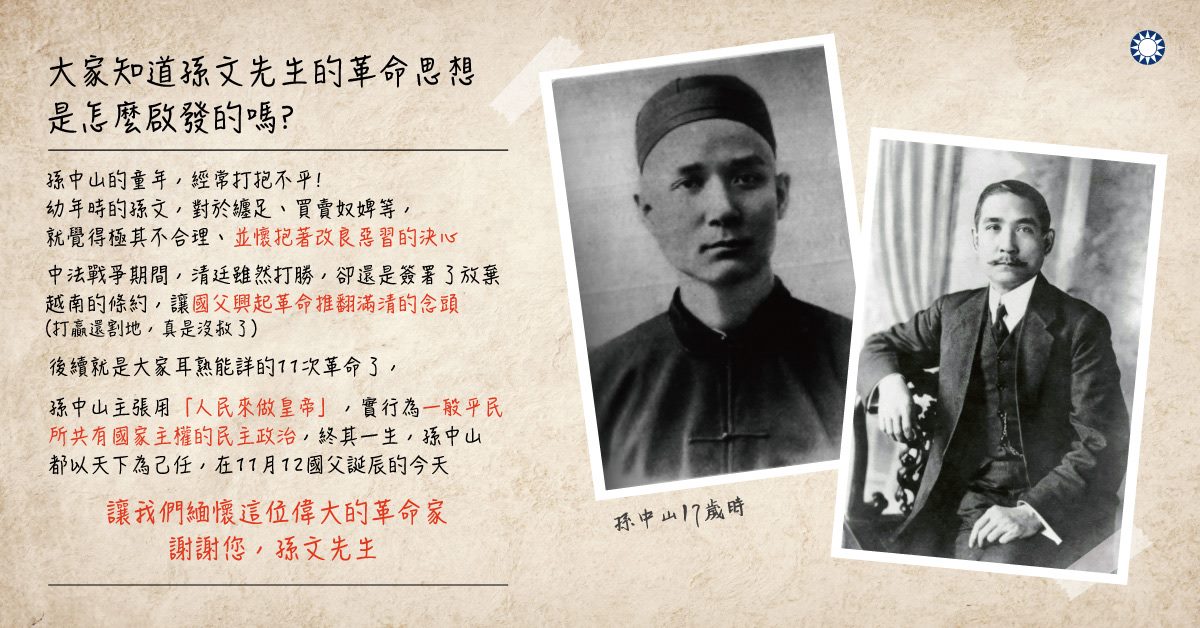 大家知道孫文先生的革命思想
是怎麼啟發的嗎?
孫中山的童年，經常打抱不平!
幼年時的孫文，對於纏足、買賣奴婢等，
就覺得極其不合理、並懷抱著改良惡習的決心
中法戰爭期間，清廷雖然打勝，卻還是簽署了放棄
越南的條約，讓國父興起革命推翻滿清的念頭
(打贏還割地，真是沒救了)
後續就是大家耳熟能詳的11次革命了，
孫中山主張用「人民來做皇帝」，實行為一般平民
所共有國家主權的民主政治，終其一生，孫中山
都以天下為己任，在11月12國父誕辰的今天
讓我們緬懷這位偉大的革命家
謝謝您，孫文先生
孫中山17歲時